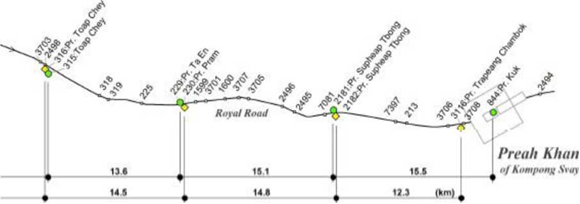 3703
2498
316:Pr. Toap Chey
315:Toap Chey
318
319
225
229:Pr. Ta En
230:Pr. Pram
1599
3701
1600
3707
3705
Royal Road
2496
2495
7081
2181:Pr. Supheap Tbong
2182:Pr. Supheap Tbong
7397
213
3706
3116:Pr. Trapeang Chambok
3708
844:Pr. Kuk
2494
Preah Khan
of Kompong Svay
13.6 15.1 15.5
14.5 14.8 12.3 (km)